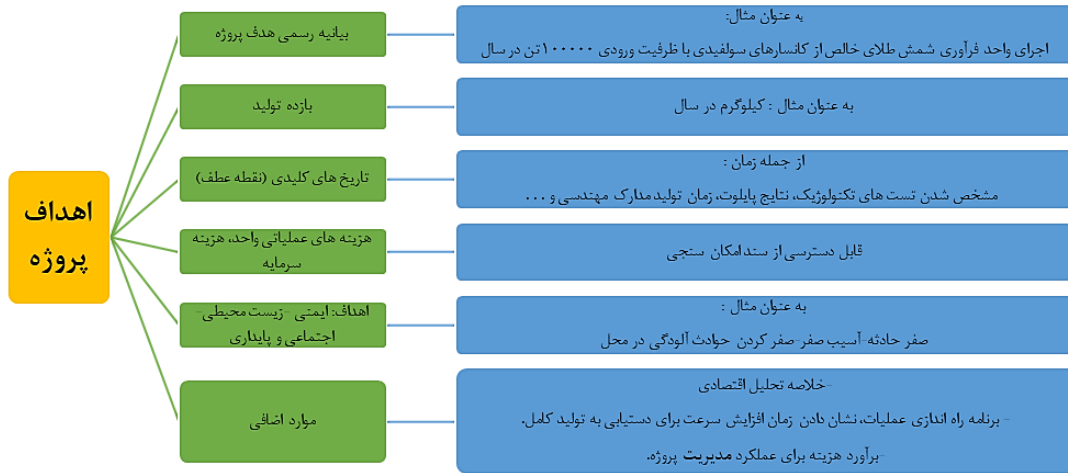 اهداف
پروژه
بیانیه رسمی هدف پروژه
به عنوان مثال:
اجرای واحد فرآوری شمش طلای خالص از کانسارهای سولفیدی با ظرفیت ورودی ۱۰۰۰۰۰ تن در سال
بازده تولید
به عنوان مثال : کیلوگرم در سال
تاریخ های کلیدی (نقطه عطف)
از جمله زمان :
مشخص شدن تست های تکنولوژیک، نتایج پایلوت، زمان تولید مدارک مهندسی و ...
هزینه های عملیاتی واحد، هزینه
سرمایه
قابل دسترسی از سند امکان سنجی
اهداف: ایمنی -زیست محیطی-
اجتماعی و پایداری
به عنوان مثال :
صفر حادثه-آسیب صفر-صفر کردن حوادث آلودگی در محل
موارد اضافی
-خلاصه تحلیل اقتصادی
- برنامه راه اندازی عملیات، نشان دادن زمان افزایش سرعت برای دستیابی به تولید کامل.
-برآورد هزینه برای عملکرد مدیریت پروژه.